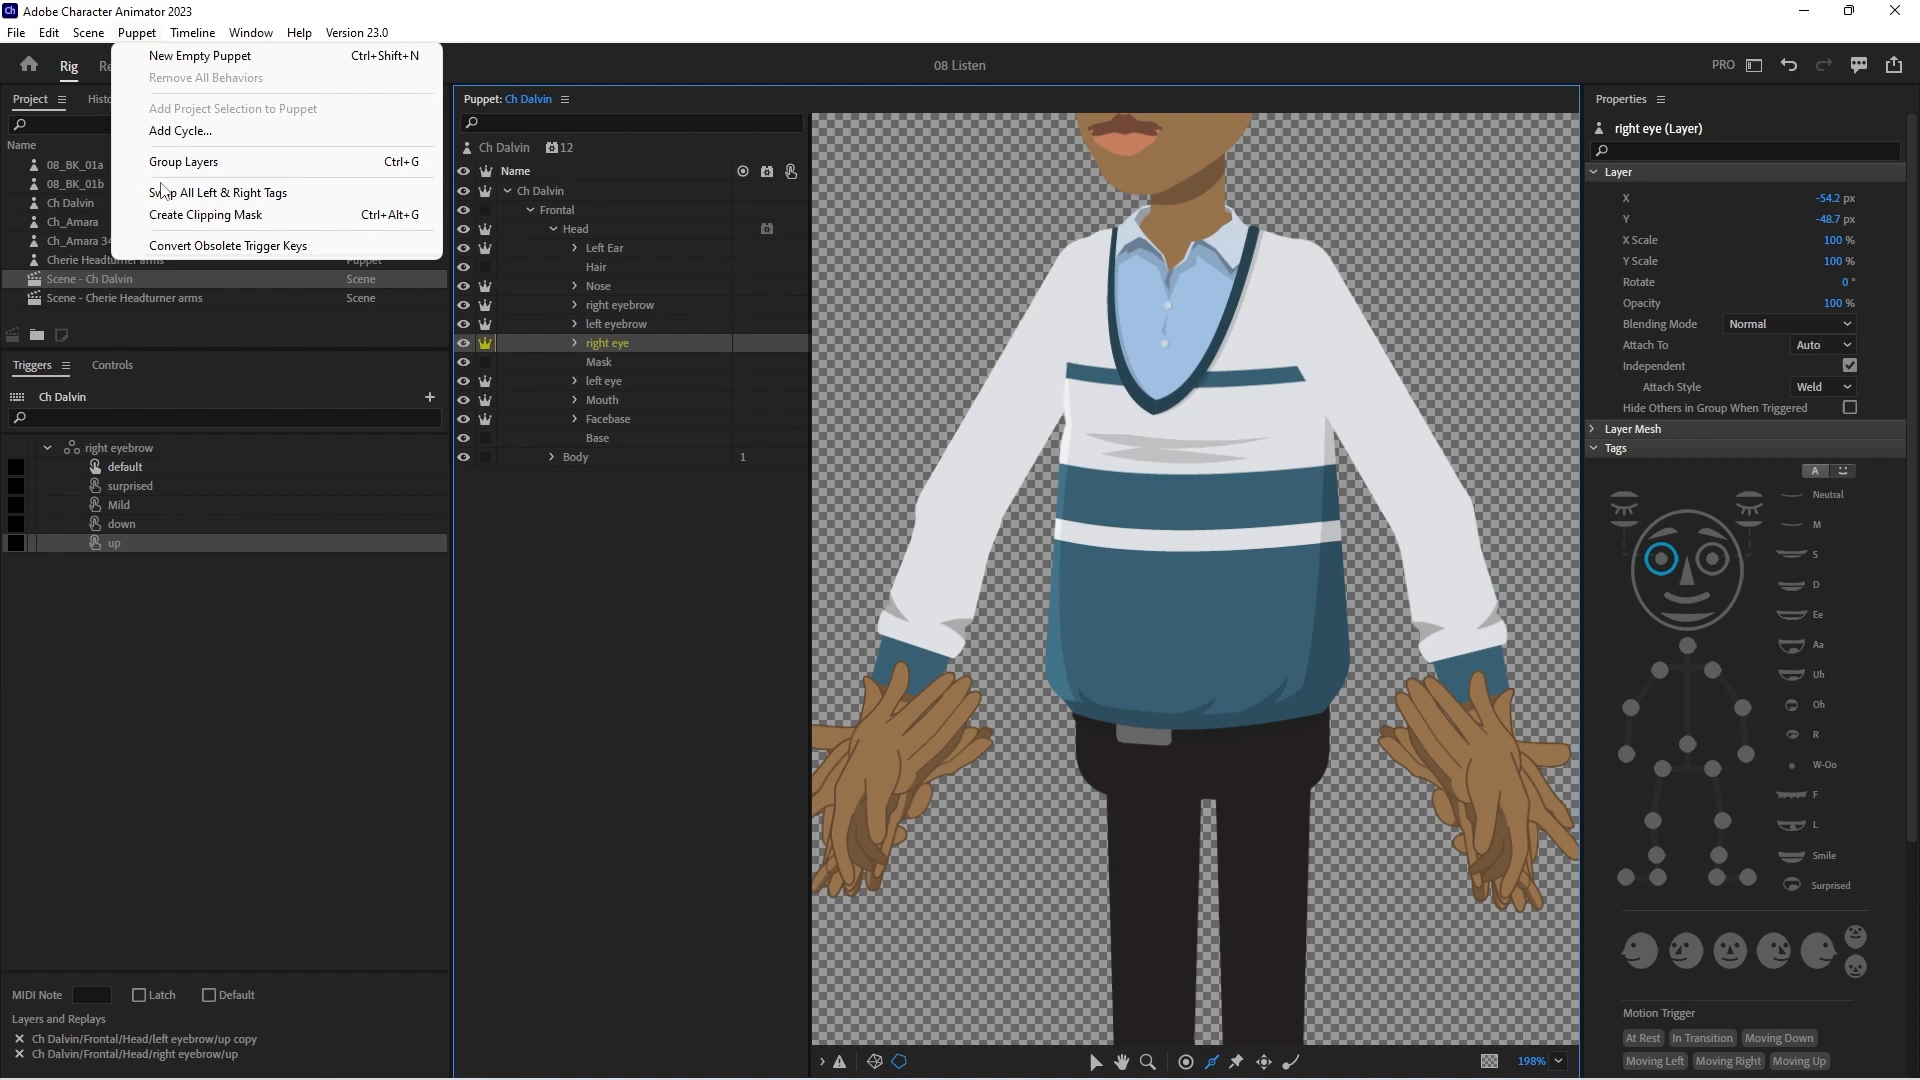 Ch Adobe Character Animator 2023
File Edit Scene Puppet Timeline Window Help Version 23.0
New Empty Puppet Ctrl+Shift+N
Remove All Behaviors
Add Project Selection to Puppet
Add Cycle...
Group Layers Ctrl+G
Swap All Left & Right Tags
Create Clipping Mask Ctrl+Alt+G
Convert Obsolete Trigger Keys
Rig
08 Listen
PRO
Project
Name
08_BK_01a
08_BK_01b
Ch Dalvin
Ch_Amara
Ch_Amara
Cherie Headturner arms Puppet
Scene - Ch Dalvin Scene
Scene - Cherie Headturner arms Scene
Triggers Controls
Ch Dalvin
right eyebrow
default
surprised
Mild
down
up
MIDI Note Latch Default
Layers and Replays
Ch Dalvin/Frontal/Head/left eyebrow/up copy
Ch Dalvin/Frontal/Head/right eyebrow/up
Puppet: Ch Dalvin
Ch Dalvin 12
Name
Ch Dalvin
Frontal
Head
Left Ear
Hair
Nose
right eyebrow
left eyebrow
right eye
Mask
left eye
Mouth
Facebase
Base
Body 1
198%
Properties
right eye (Layer)
Layer
X -54.2 px
Y -48.7 px
X Scale 100 %
Y Scale 100 %
Rotate 0 °
Opacity 100 %
Blending Mode Normal
Attach To Auto
Independent
Attach Style Weld
Hide Others in Group When Triggered
Layer Mesh
Tags
A
Neutral
M
S
D
Ee
Aa
Uh
Oh
R
W-Oo
F
L
Smile
Surprised
Motion Trigger
At Rest In Transition Moving Down
Moving Left Moving Right Moving Up